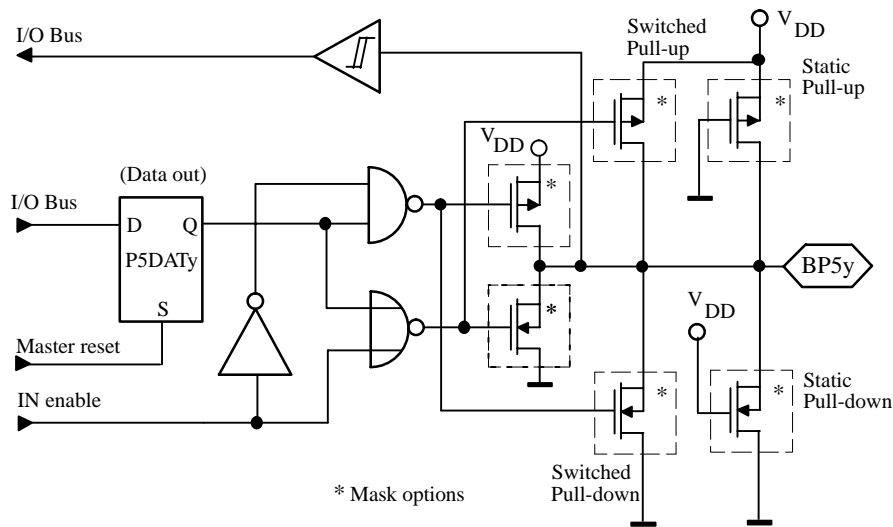 I/O Bus
Switched
Pull-up
V DD
Static
Pull-up
*
*
V DD
(Data out)
*
I/O Bus
D
Q
P5DATy
BP5y
S
*
V DD
Master reset
IN enable
*
*
Static
Pull-down
Switched
Pull-down
* Mask options